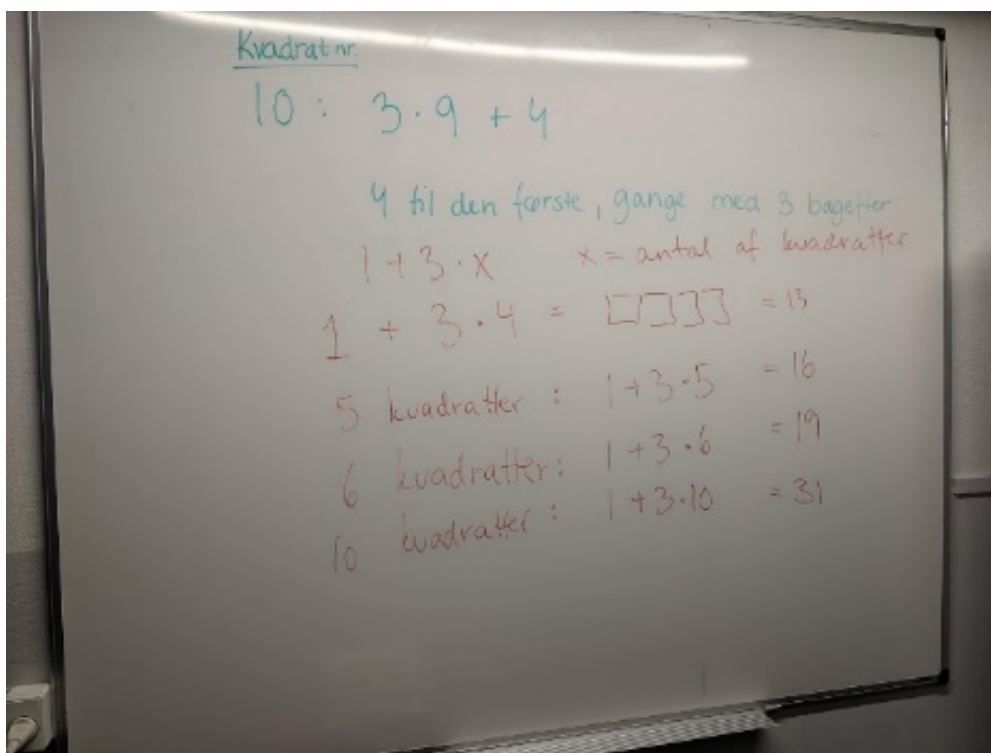 Kvadrat nr.
10 : 3·9 + 4
4 til den første, gange med 3 bagefter
1 + 3·x x = antal af kvadratter
1 + 3·4 = = 13
5 kvadratter : 1+3·5 = 16
6 kvadratter : 1+3·6 = 19
10 kvadratter : 1+3·10 = 31